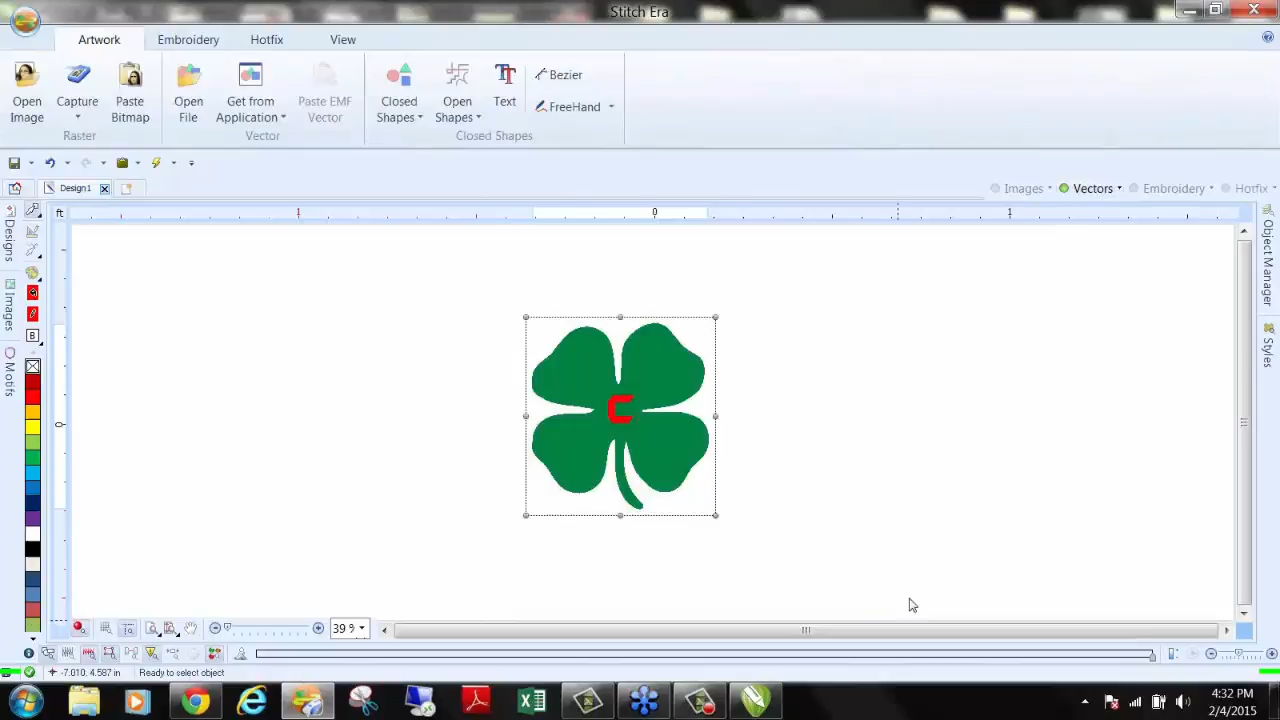 Stitch Era
Artwork Embroidery Hotfix View
Open Image
Capture
Paste Bitmap
Raster
Open File
Get from Application
Paste EMF Vector
Vector
Closed Shapes
Open Shapes
Text
Bezier
FreeHand
Closed Shapes
Design1
Images Vectors Embroidery Hotfix
ft 1 0 1
Designs
Images
Motifs
B
0
C
Object Manager
Styles
39 %
-7.010, 4.587 in Ready to select object
4:32 PM
2/4/2015